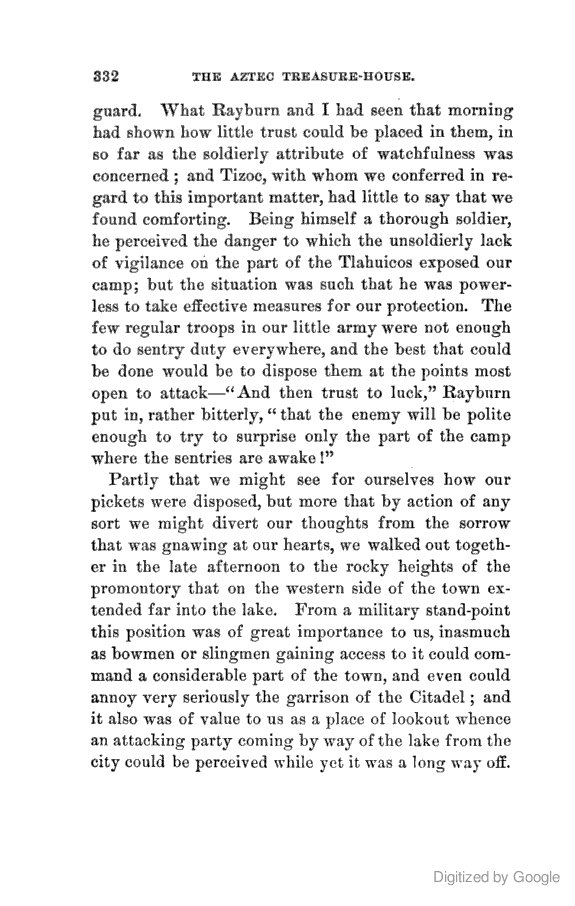 332 THE AZTEC TREASURE-HOUSE.
guard. What Rayburn and I had seen that morning
had shown how little trust could be placed in them, in
so far as the soldierly attribute of watchfulness was
concerned ; and Tizoc, with whom we conferred in re-
gard to this important matter, had little to say that we
found comforting. Being himself a thorough soldier,
he perceived the danger to which the unsoldierly lack
of vigilance on the part of the Tlahuicos exposed our
camp; but the situation was such that he was power-
less to take effective measures for our protection. The
few regular troops in our little army were not enough
to do sentry duty everywhere, and the best that could
be done would be to dispose them at the points most
open to attack—“And then trust to luck,” Rayburn
put in, rather bitterly, “ that the enemy will be polite
enough to try to surprise only the part of the camp
where the sentries are awake !”
Partly that we might see for ourselves how our
pickets were disposed, but more that by action of any
sort we might divert our thoughts from the sorrow
that was gnawing at our hearts, we walked out togeth-
er in the late afternoon to the rocky heights of the
promontory that on the western side of the town ex-
tended far into the lake. From a military stand-point
this position was of great importance to us, inasmuch
as bowmen or slingmen gaining access to it could com-
mand a considerable part of the town, and even could
annoy very seriously the garrison of the Citadel ; and
it also was of value to us as a place of lookout whence
an attacking party coming by way of the lake from the
city could be perceived while yet it was a long way off.
Digitized by Google